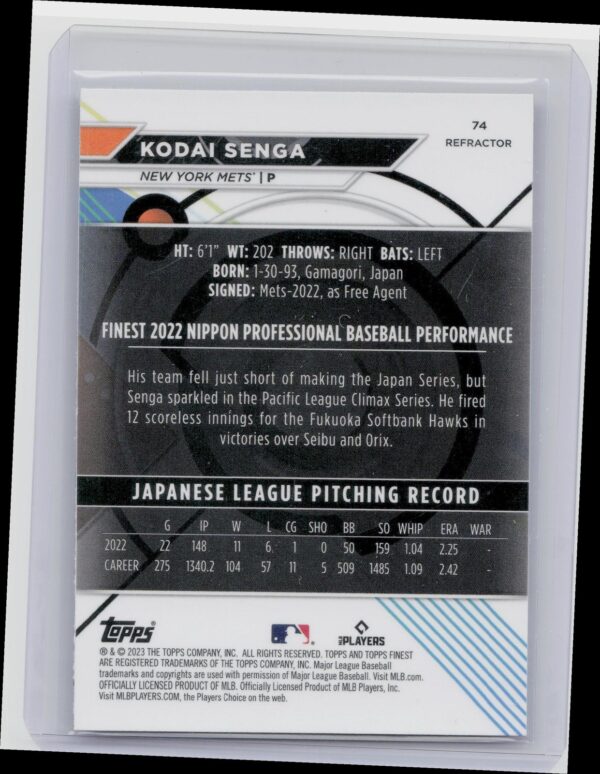 74
REFRACTOR
KODAI SENGA
NEW YORK METS' | P
HT: 6'1" WT: 202 THROWS: RIGHT BATS: LEFT
BORN: 1-30-93, Gamagori, Japan
SIGNED: Mets-2022, as Free Agent
FINEST 2022 NIPPON PROFESSIONAL BASEBALL PERFORMANCE
His team fell just short of making the Japan Series, but
Senga sparkled in the Pacific League Climax Series. He fired
12 scoreless innings for the Fukuoka Softbank Hawks in
victories over Seibu and Orix.
JAPANESE LEAGUE PITCHING RECORD
G IP W L CG SHO BB SO WHIP ERA WAR
2022 22 148 11 6 1 0 50 159 1.04 2.25 -
CAREER 275 1340.2 104 57 11 5 509 1485 1.09 2.42 -
TOPPS
PLAYERS
® & © 2023 THE TOPPS COMPANY, INC. ALL RIGHTS RESERVED. TOPPS AND TOPPS FINEST
ARE REGISTERED TRADEMARKS OF THE TOPPS COMPANY, INC. Major League Baseball
trademarks and copyrights are used with permission of Major League Baseball. Visit MLB.com.
OFFICIALLY LICENSED PRODUCT OF MLB. Officially Licensed Product of MLB Players, Inc.
Visit MLBPLAYERS.COM, the Players Choice on the web.